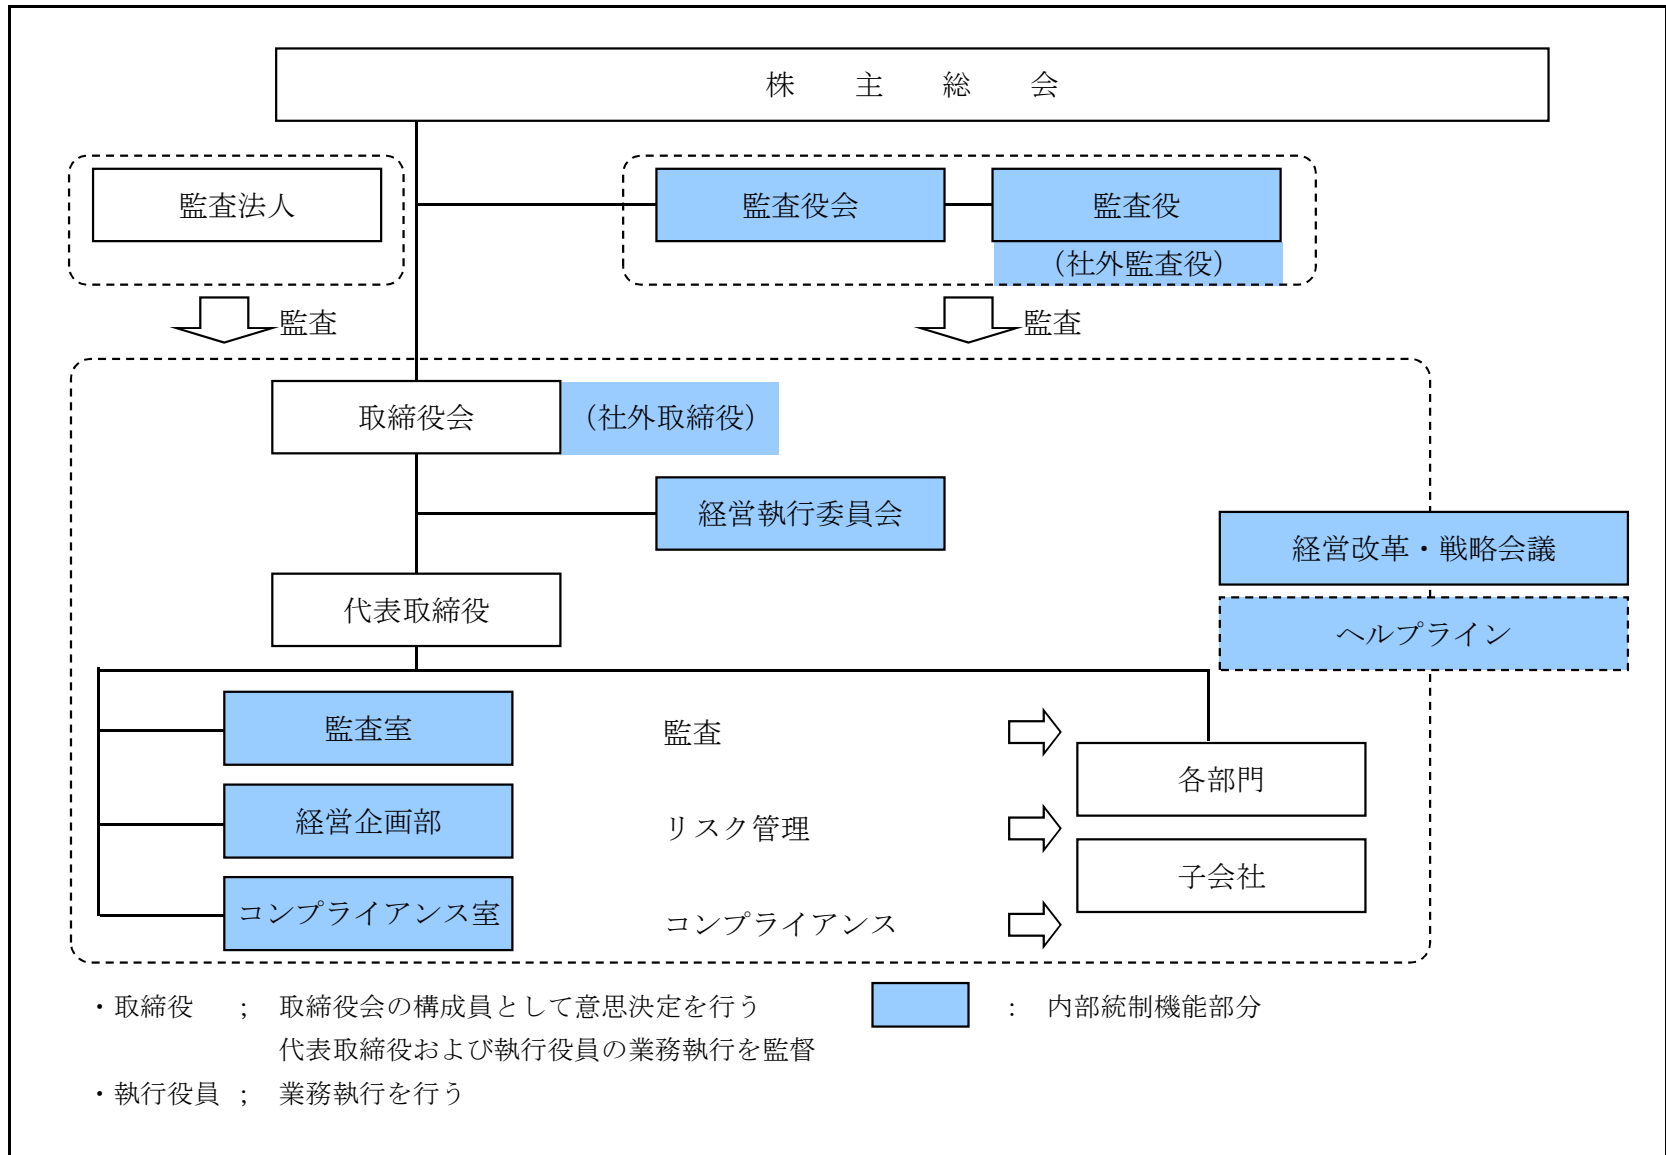 株　主　総　会
監査法人
監査役会
監査役
（社外監査役）
監査
監査
取締役会
（社外取締役）
経営執行委員会
経営改革・戦略会議
代表取締役
ヘルプライン
監査室
監査
各部門
経営企画部
リスク管理
子会社
コンプライアンス室
コンプライアンス
・取締役　；　取締役会の構成員として意思決定を行う
：　内部統制機能部分
代表取締役および執行役員の業務執行を監督
・執行役員　；　業務執行を行う